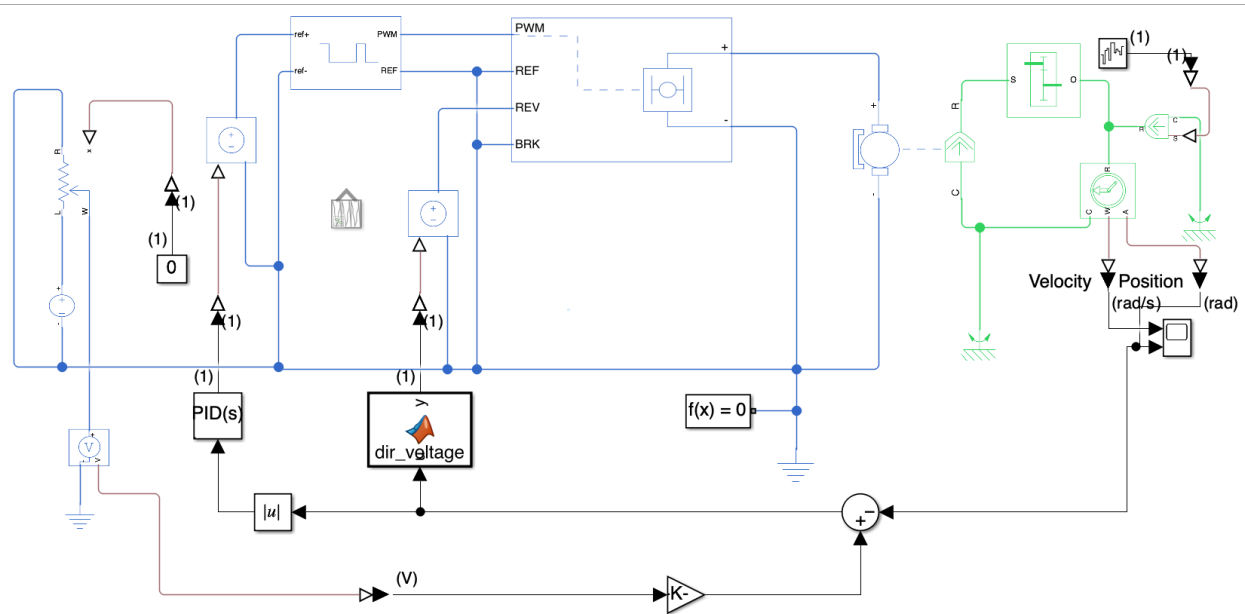 ref+
ref-
PWM
REF
PWM
REF
REV
BRK
+
-
+
-
S
O
R
C
(1)
(1)
R
C
S
R
C
W
A
R
L
x
W
(1)
(1)
0
+
-
+
-
+
-
Velocity
Position
(rad/s)
(rad)
(1)
(1)
(1)
(1)
PID(s)
y
dir_voltage
f(x) = 0
V
+
-
V
|u|
+
−
(V)
K-